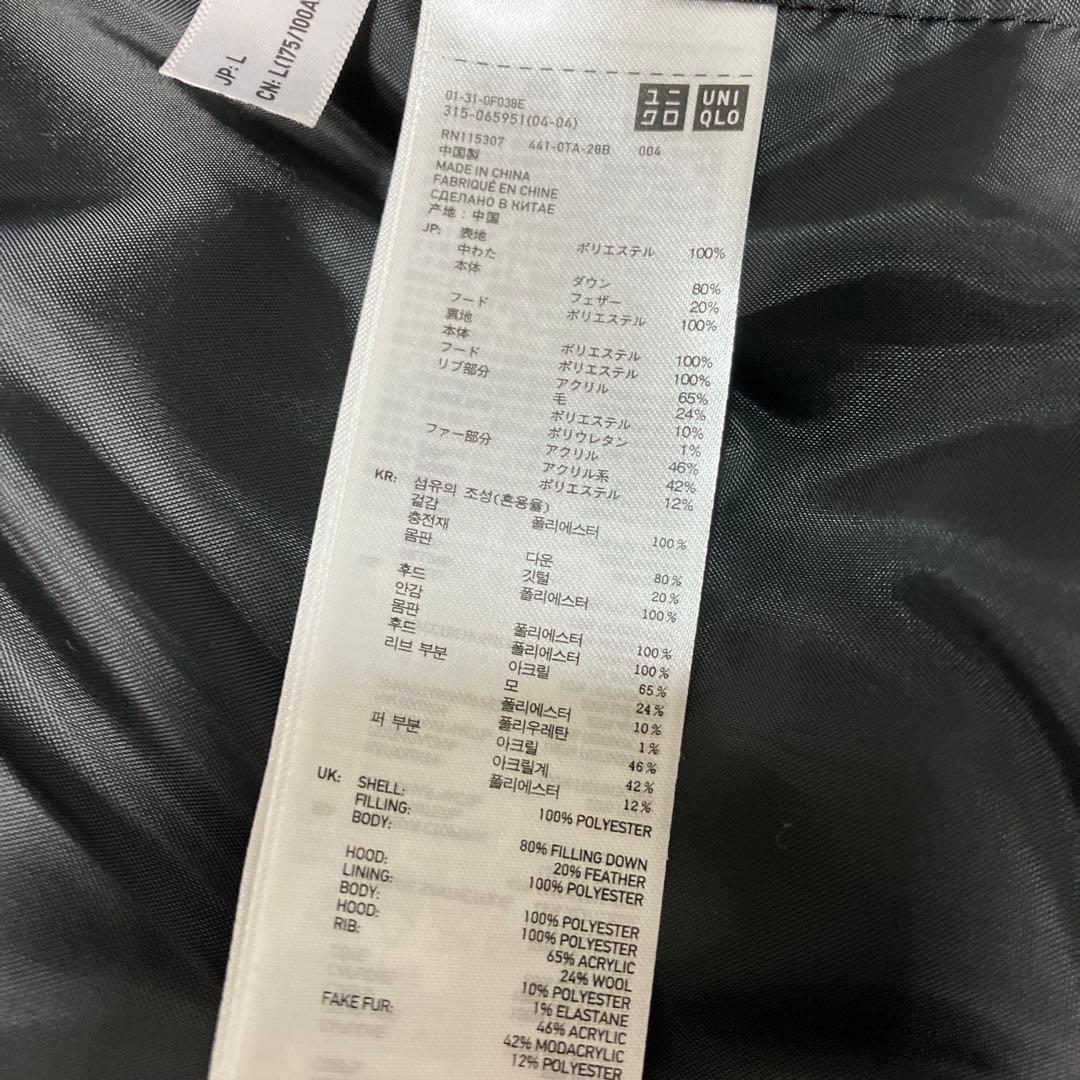 JP: L
CN: L(175/100A
ユニクロ
UNIQLO
01-31-0F038E
315-065951(04-04)
RN115307 441-0TA-28B 004
中国製
MADE IN CHINA
FABRIQUÉ EN CHINE
СДЕЛАНО В КИТАЕ
产地：中国
JP: 表地 ポリエステル 100%
中わた
本体 ダウン 80%
フェザー 20%
フード ポリエステル 100%
裏地
本体 ポリエステル 100%
フード ポリエステル 100%
リブ部分 アクリル 65%
毛 24%
ポリエステル 10%
ポリウレタン 1%
ファー部分 アクリル 46%
アクリル系 42%
ポリエステル 12%
KR: 섬유의 조성(혼용율)
겉감 폴리에스터 100%
충전재
몸판 다운 80%
깃털 20%
후드 폴리에스터 100%
안감
몸판 폴리에스터 100%
후드 폴리에스터 100%
리브 부분 아크릴 65%
모 24%
폴리에스터 10%
폴리우레탄 1%
퍼 부분 아크릴 46%
아크릴계 42%
폴리에스터 12%
UK: SHELL: 100% POLYESTER
FILLING:
BODY: 80% FILLING DOWN
20% FEATHER
HOOD: 100% POLYESTER
LINING:
BODY: 100% POLYESTER
HOOD: 100% POLYESTER
RIB: 65% ACRYLIC
24% WOOL
10% POLYESTER
1% ELASTANE
FAKE FUR: 46% ACRYLIC
42% MODACRYLIC
12% POLYESTER